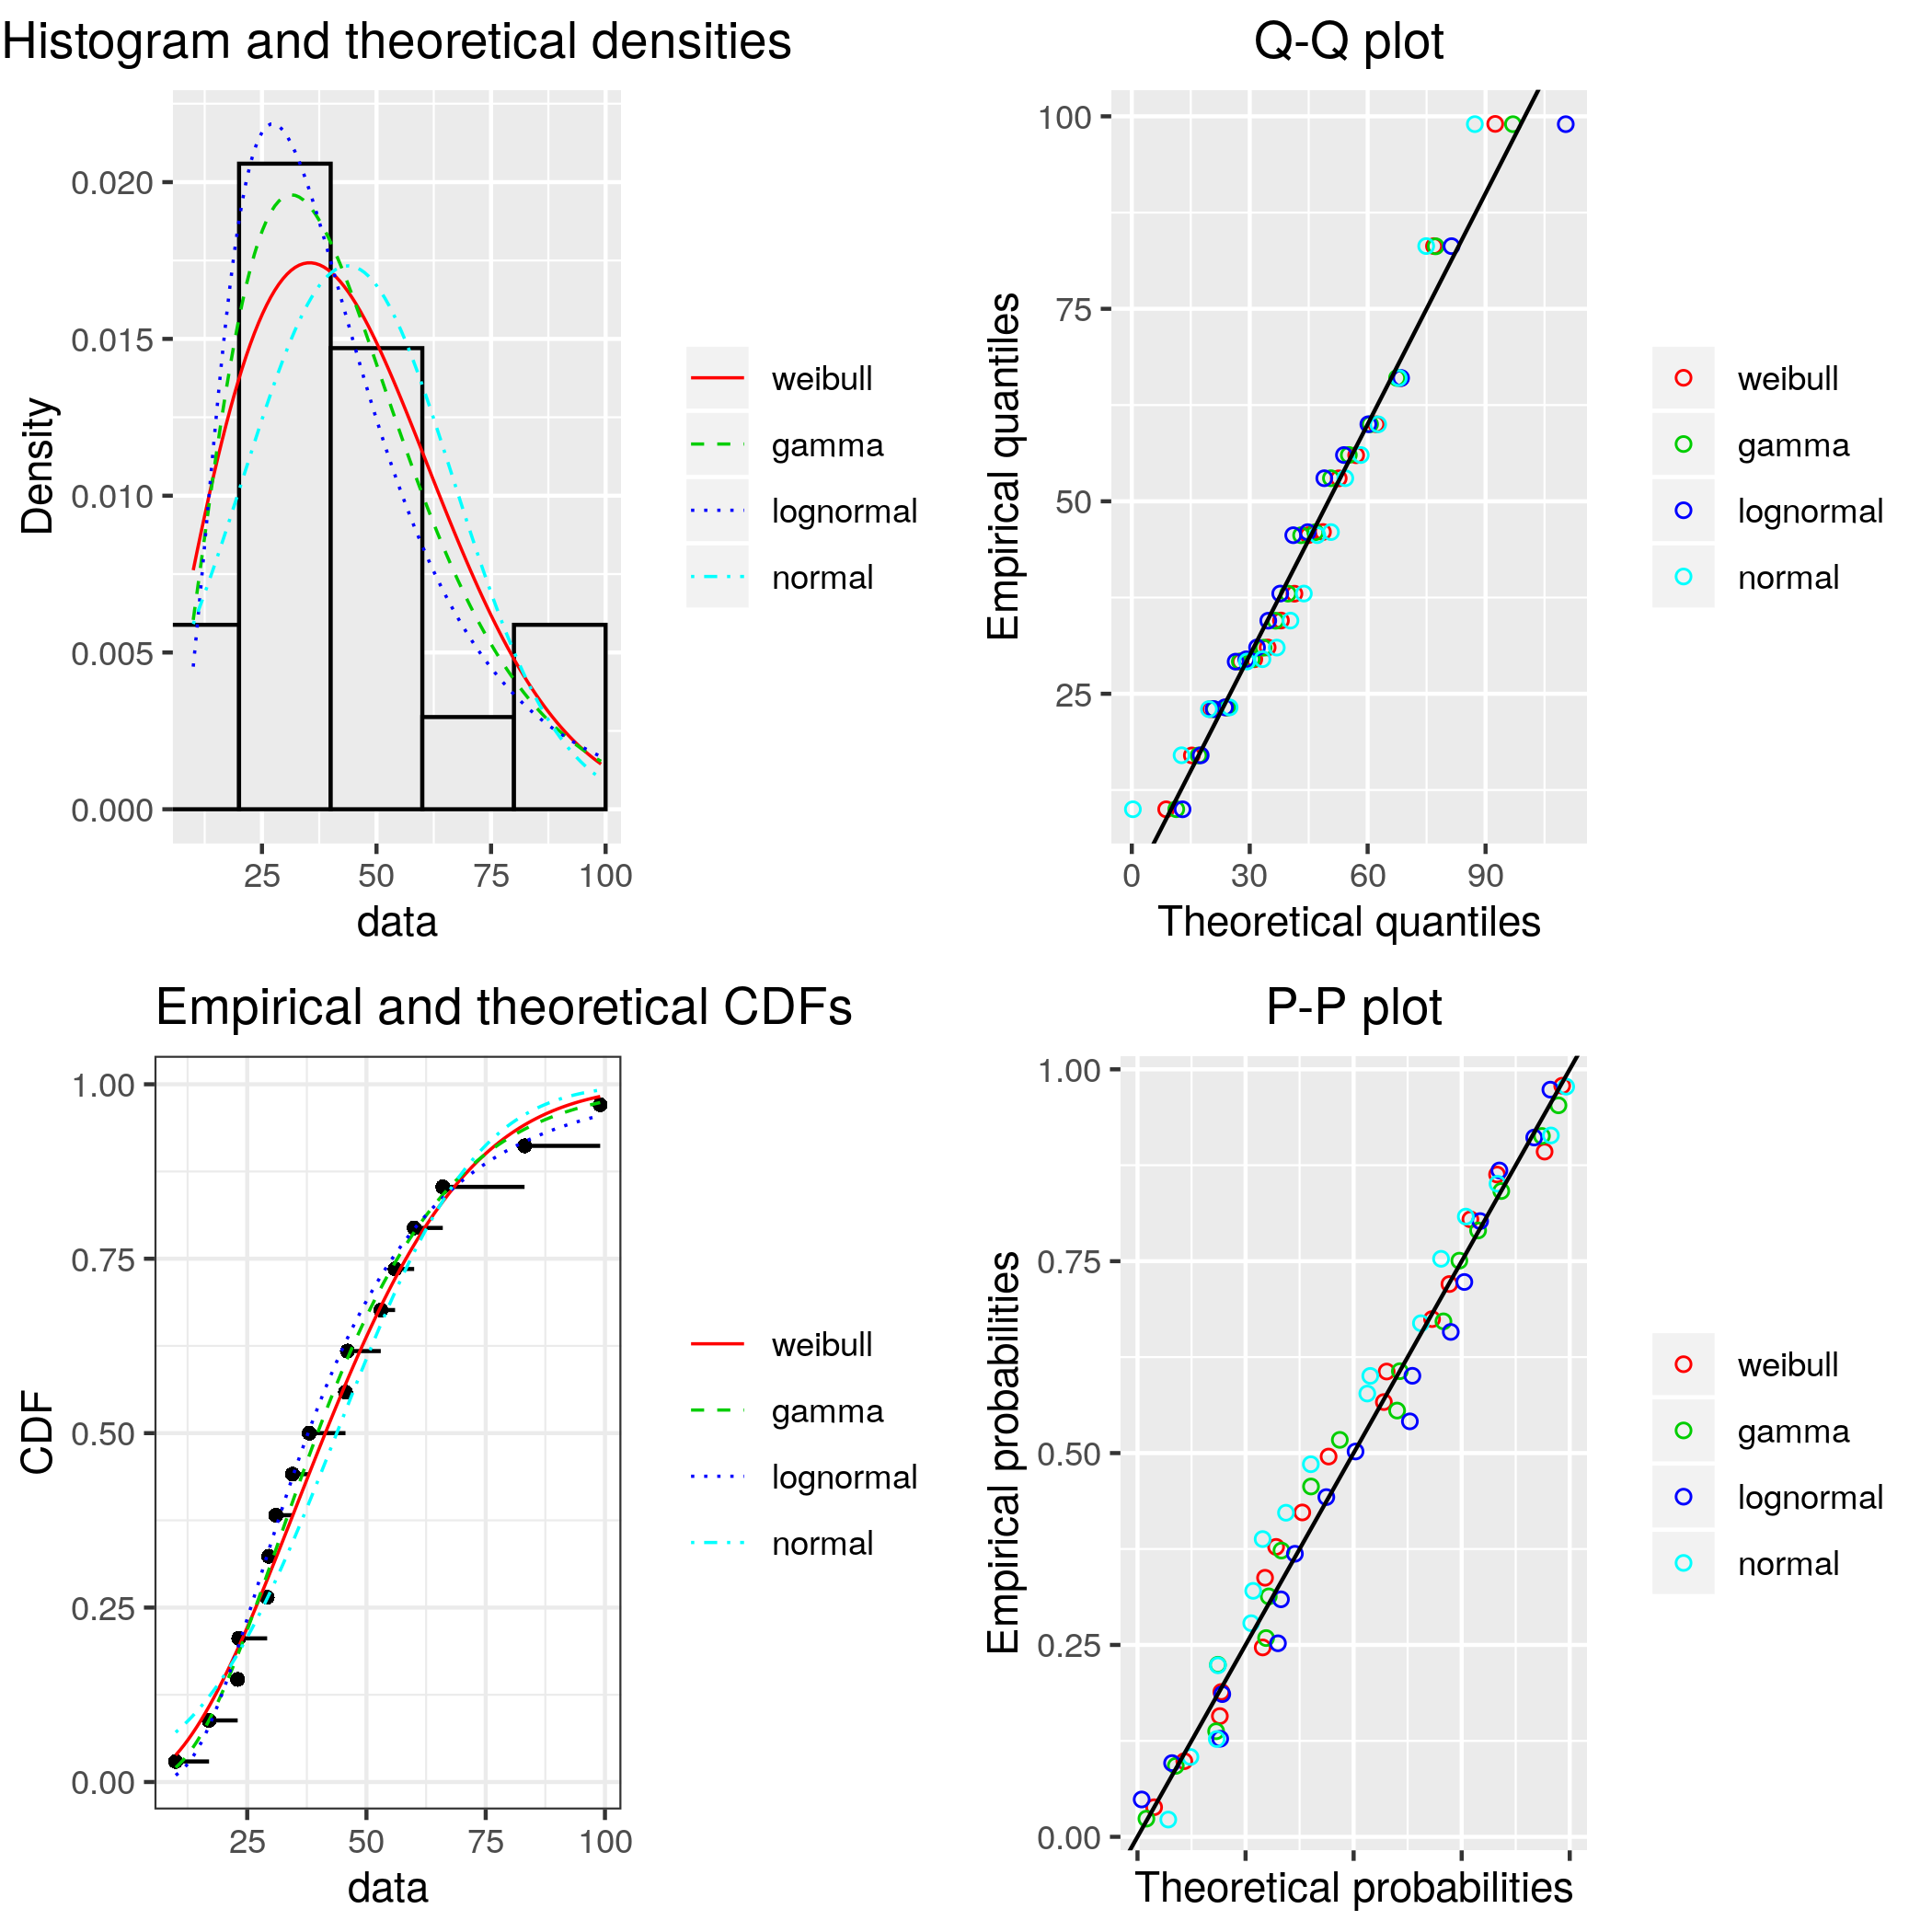 Histogram and theoretical densities
0.020
0.015
0.010
0.005
0.000
Density
25 50 75 100
data
weibull
gamma
lognormal
normal
Q-Q plot
100
75
50
25
Empirical quantiles
0 30 60 90
Theoretical quantiles
weibull
gamma
lognormal
normal
Empirical and theoretical CDFs
1.00
0.75
0.50
0.25
0.00
CDF
25 50 75 100
data
weibull
gamma
lognormal
normal
P-P plot
1.00
0.75
0.50
0.25
0.00
Empirical probabilities
Theoretical probabilities
weibull
gamma
lognormal
normal